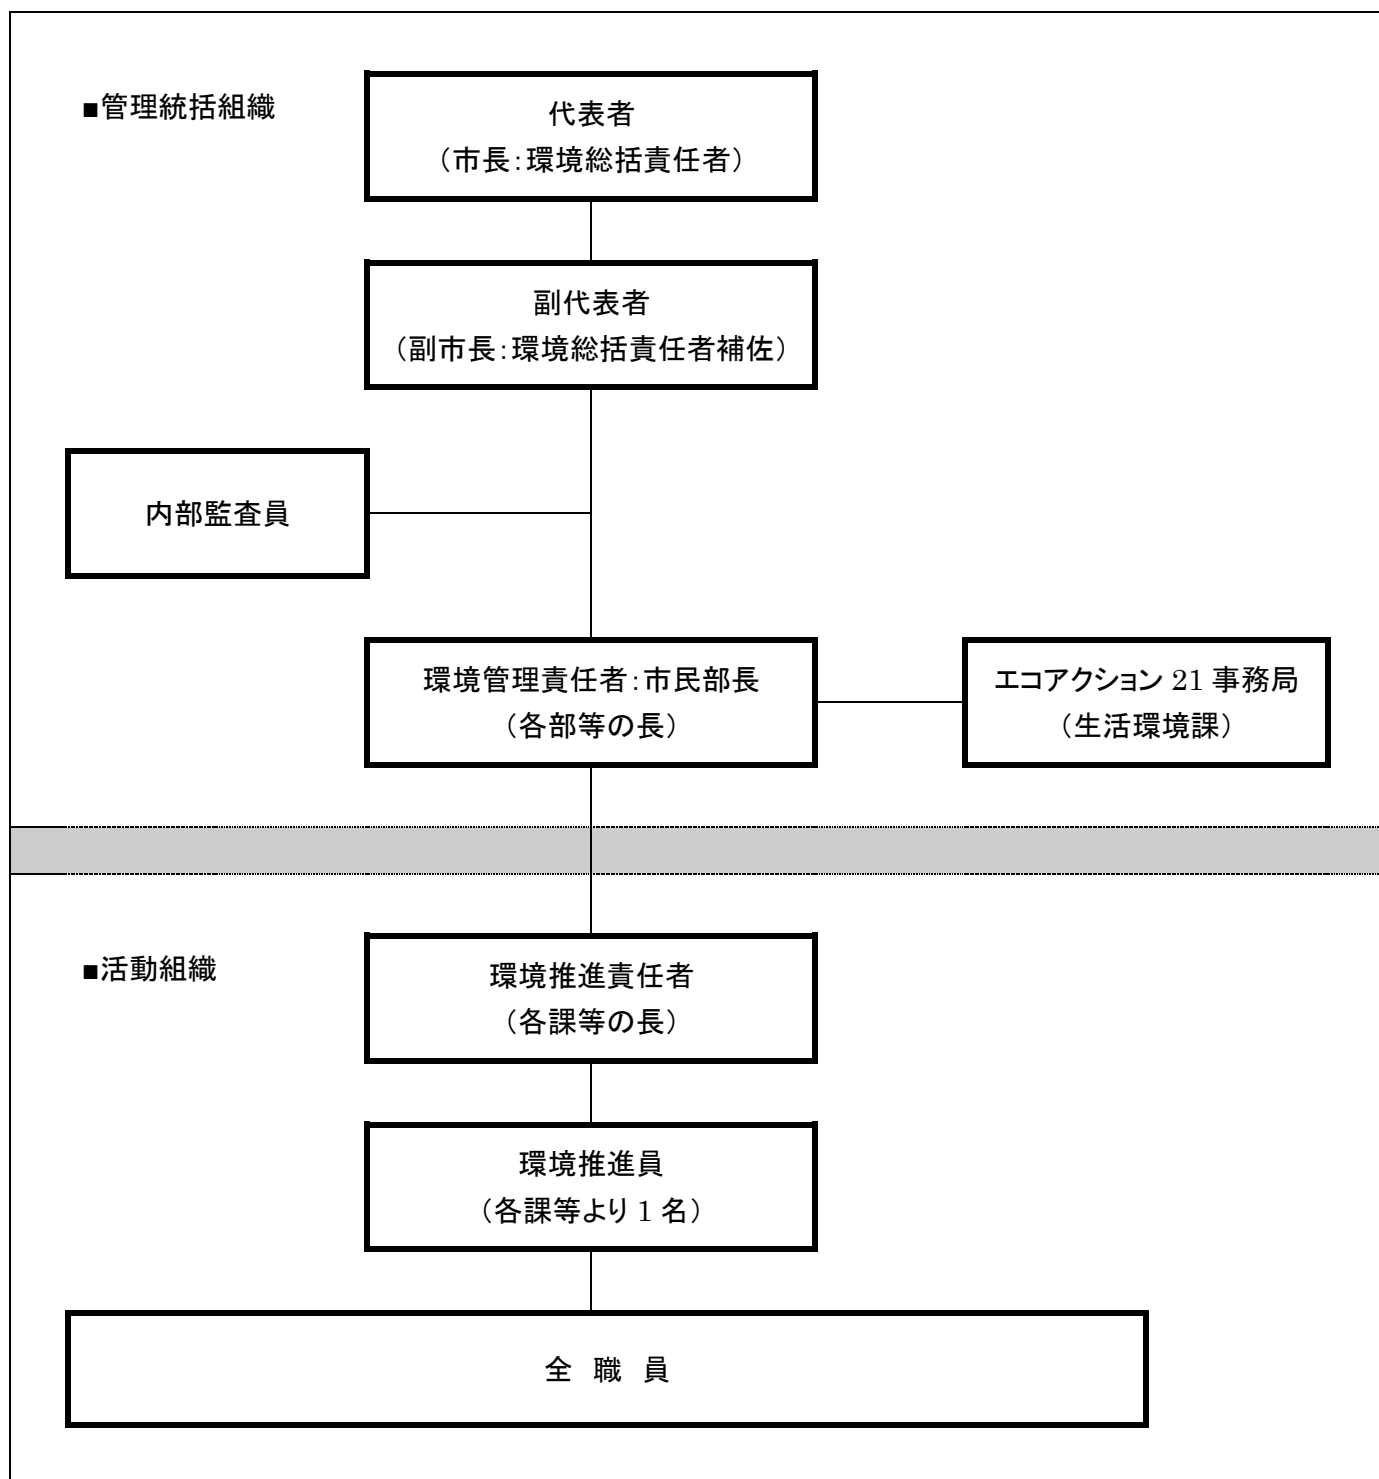 ■管理統括組織
代表者
（市長：環境総括責任者）
副代表者
（副市長：環境総括責任者補佐）
内部監査員
環境管理責任者：市民部長
（各部等の長）
エコアクション 21 事務局
（生活環境課）
■活動組織
環境推進責任者
（各課等の長）
環境推進員
（各課等より 1 名）
全 職 員